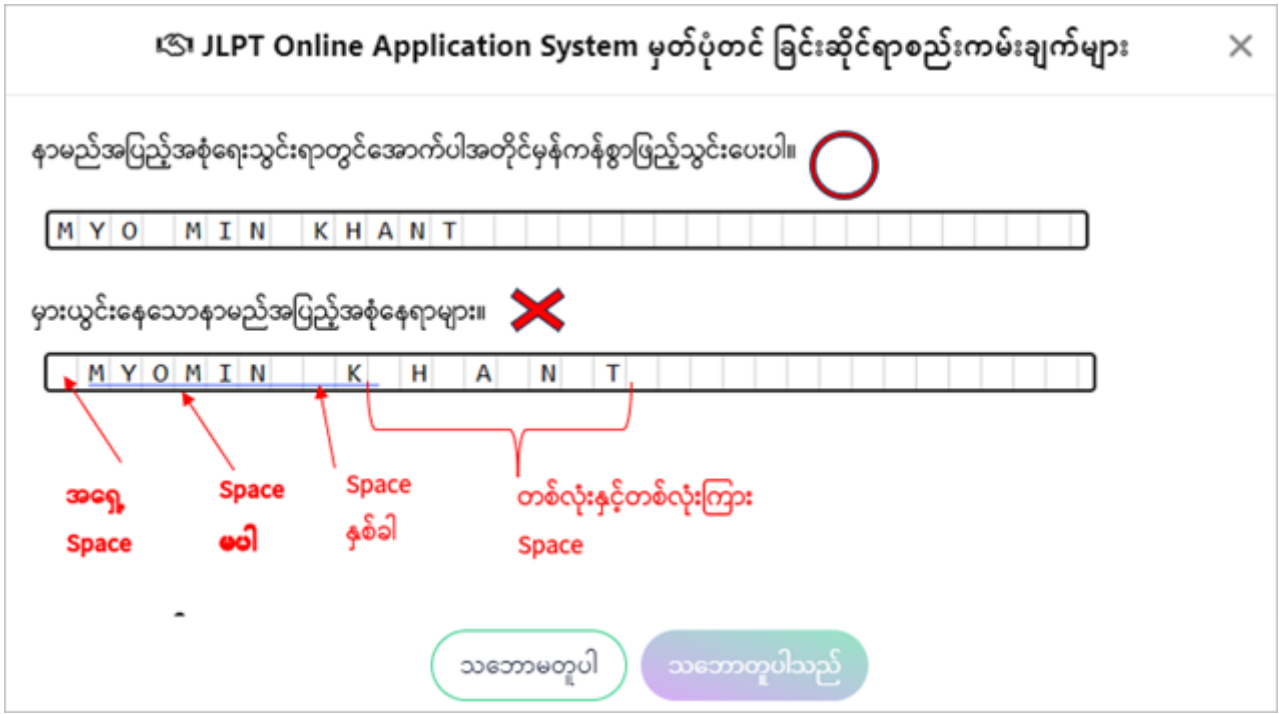 JLPT Online Application System မှတ်ပုံတင် ခြင်းဆိုင်ရာစည်းကမ်းချက်များ
နာမည်အပြည့်အစုံရေးသွင်းရာတွင်အောက်ပါအတိုင်မှန်ကန်စွာဖြည့်သွင်းပေးပါ။
MYO MIN KHANT
မှားယွင်းနေသောနာမည်အပြည့်အစုံနေရာများ။
 MYOMIN  K H A N T
အရှေ့ Space
Space မပါ
Space နှစ်ခါ
တစ်လုံးနှင့်တစ်လုံးကြား Space
သဘောမတူပါ
သဘောတူပါသည်